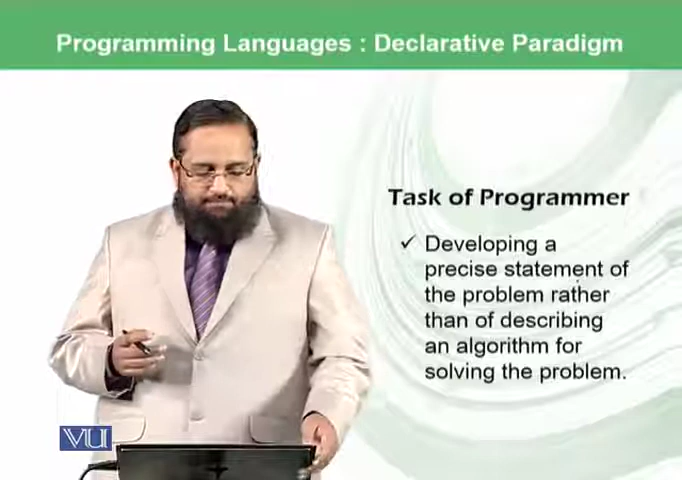 Programming Languages : Declarative Paradigm
Task of Programmer
✓ Developing a
precise statement of
the problem rather
than of describing
an algorithm for
solving the problem.
VU